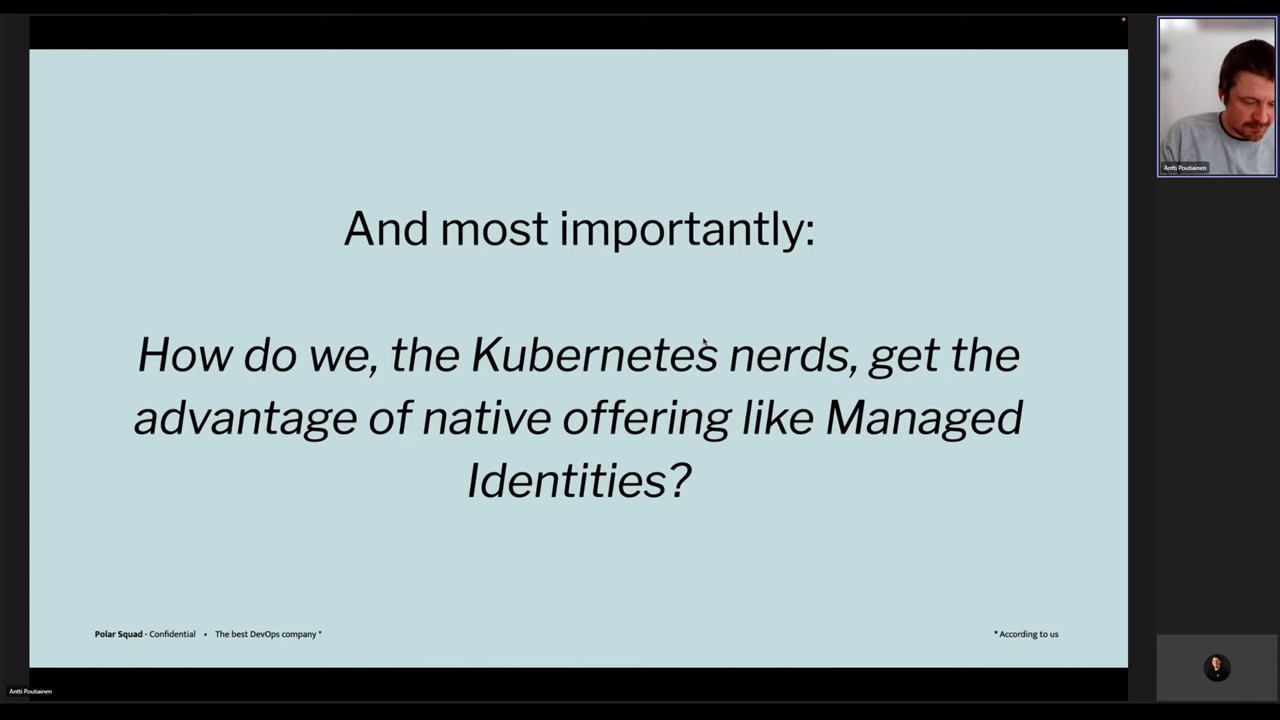 And most importantly:
How do we, the Kubernetes nerds, get the
advantage of native offering like Managed
Identities?
Polar Squad - Confidential • The best DevOps company *
* According to us
Antti Poutiainen
Antti Poutiainen